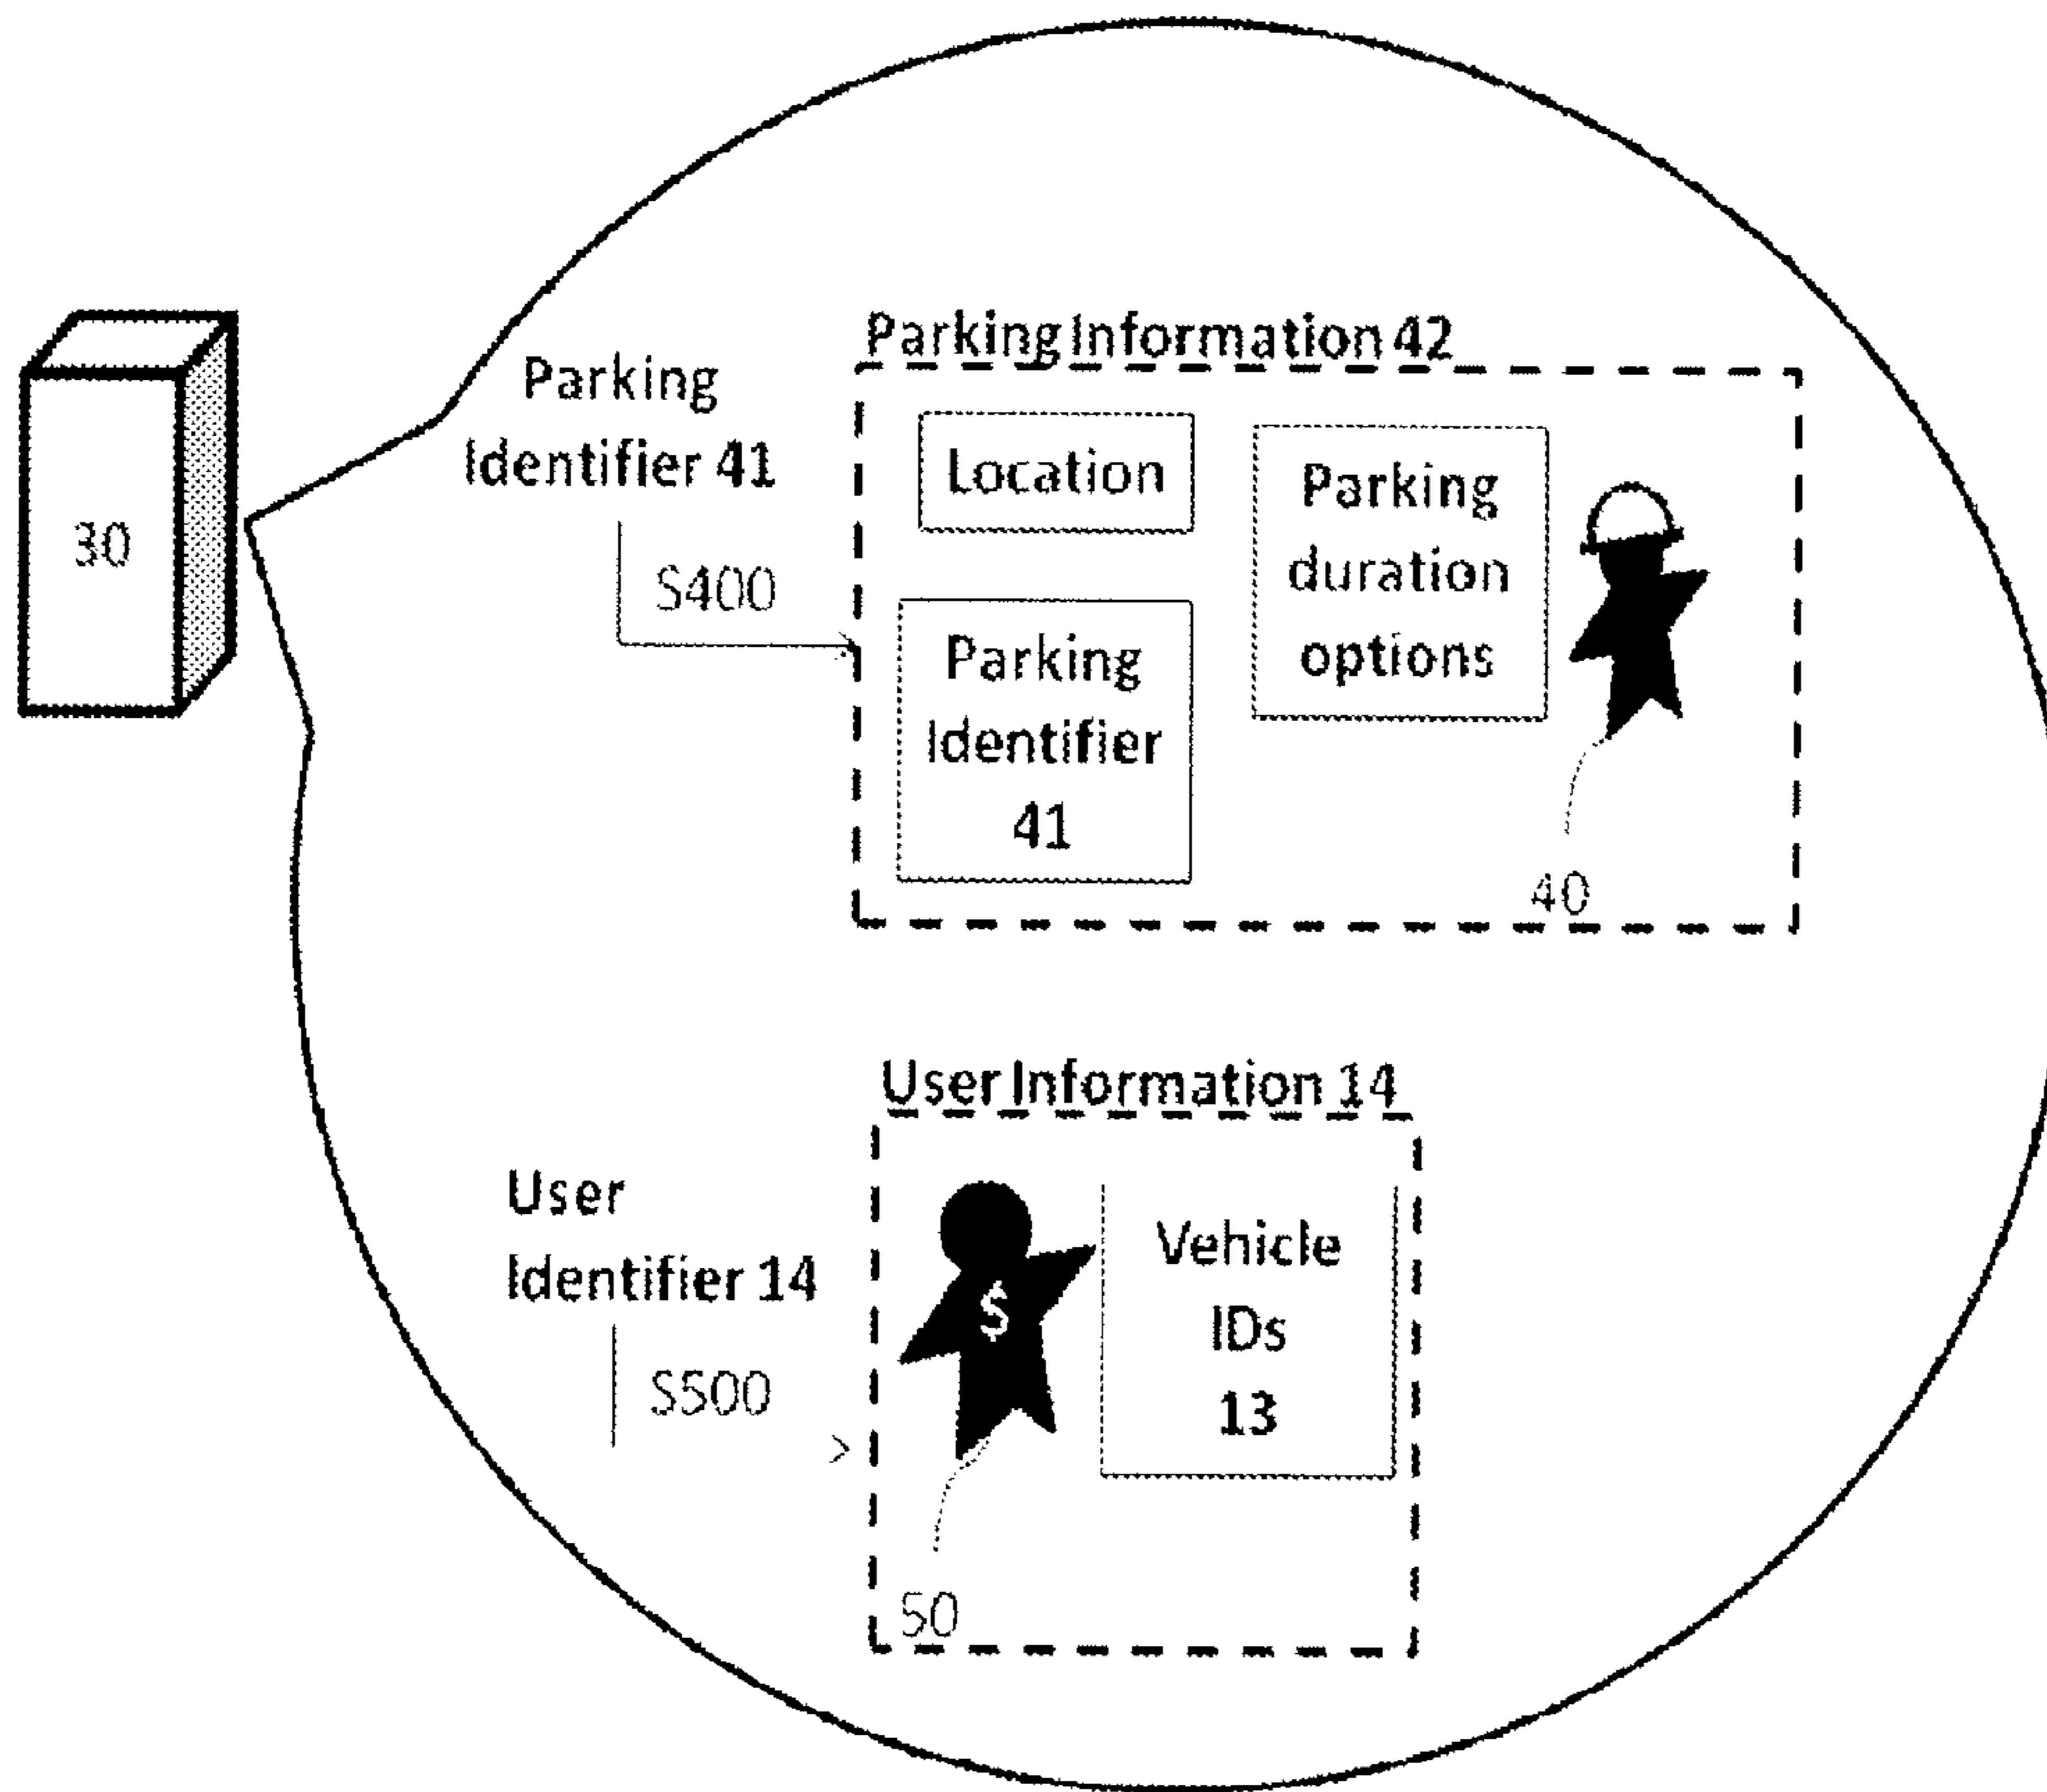 30
Parking
Identifier 41
S400
Parking Information 42
Location
Parking
duration
options
Parking
Identifier
41
40
User
Identifier 14
S500
User Information 14
$
Vehicle
IDs
13
50